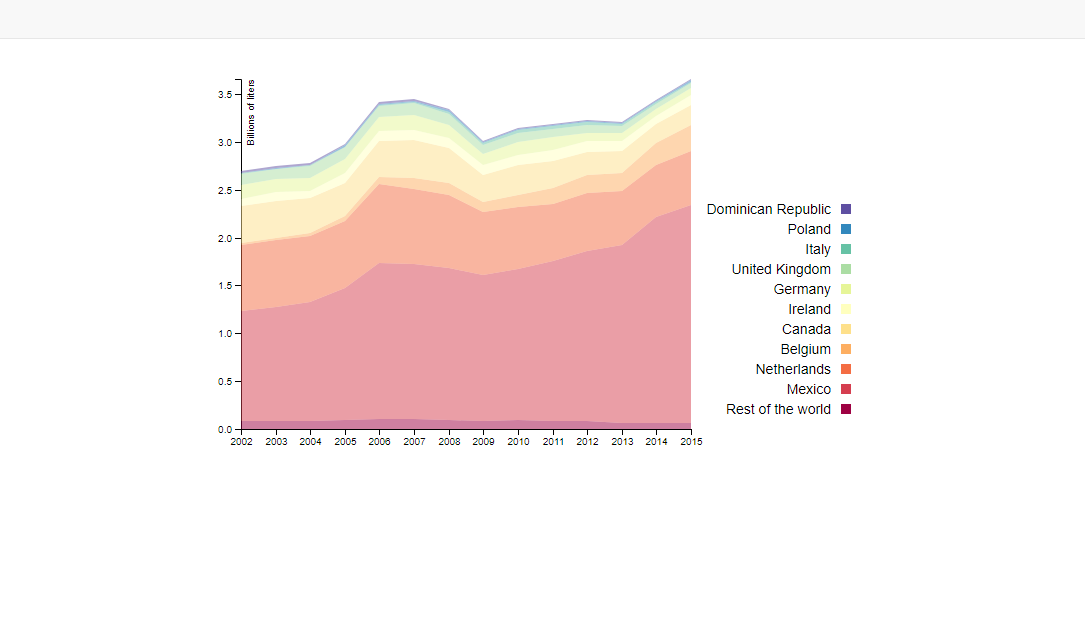 Billions of liters
3.5
3.0
2.5
2.0
1.5
1.0
0.5
0.0
2002 2003 2004 2005 2006 2007 2008 2009 2010 2011 2012 2013 2014 2015
Dominican Republic
Poland
Italy
United Kingdom
Germany
Ireland
Canada
Belgium
Netherlands
Mexico
Rest of the world